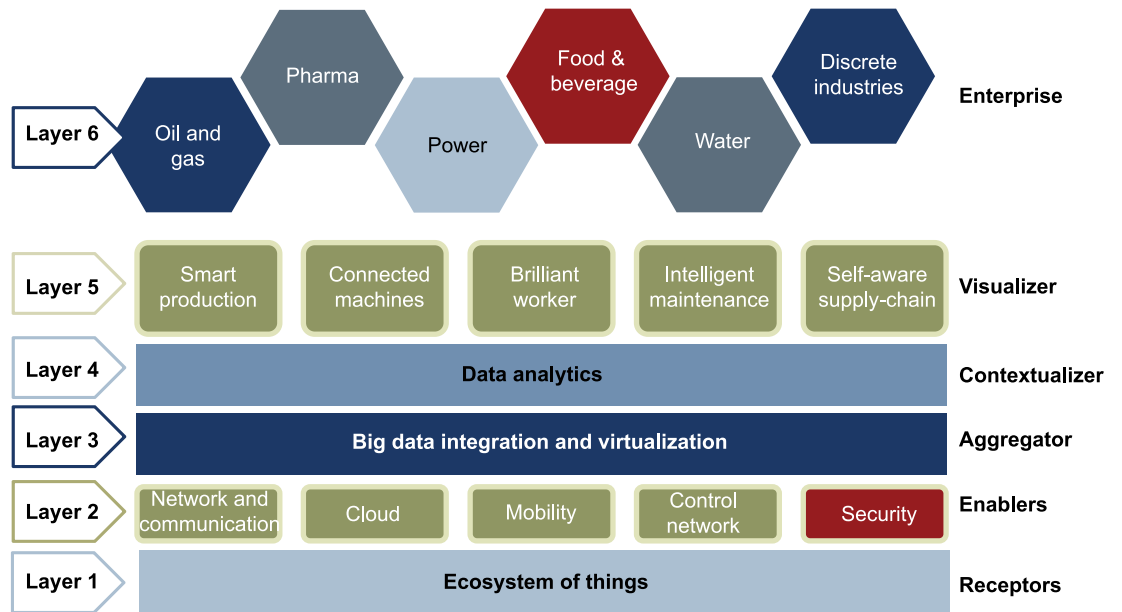 Layer 6
Oil and
gas
Pharma
Power
Food &
beverage
Water
Discrete
industries
Enterprise
Layer 5
Smart
production
Connected
machines
Brilliant
worker
Intelligent
maintenance
Self-aware
supply-chain
Visualizer
Layer 4
Data analytics
Contextualizer
Layer 3
Big data integration and virtualization
Aggregator
Layer 2
Network and
communication
Cloud
Mobility
Control
network
Security
Enablers
Layer 1
Ecosystem of things
Receptors